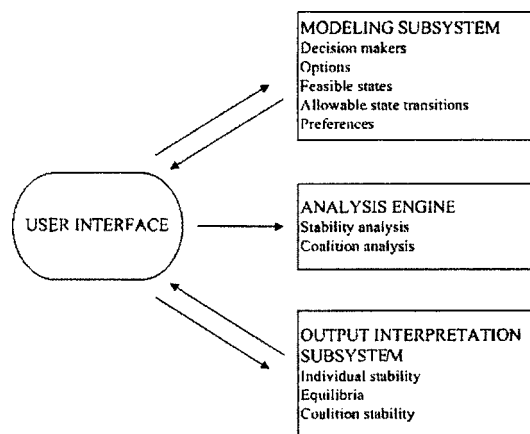 MODELING SUBSYSTEM
Decision makers
Options
Feasible states
Allowable state transitions
Preferences
USER INTERFACE
ANALYSIS ENGINE
Stability analysis
Coalition analysis
OUTPUT INTERPRETATION
SUBSYSTEM
Individual stability
Equilibria
Coalition stability